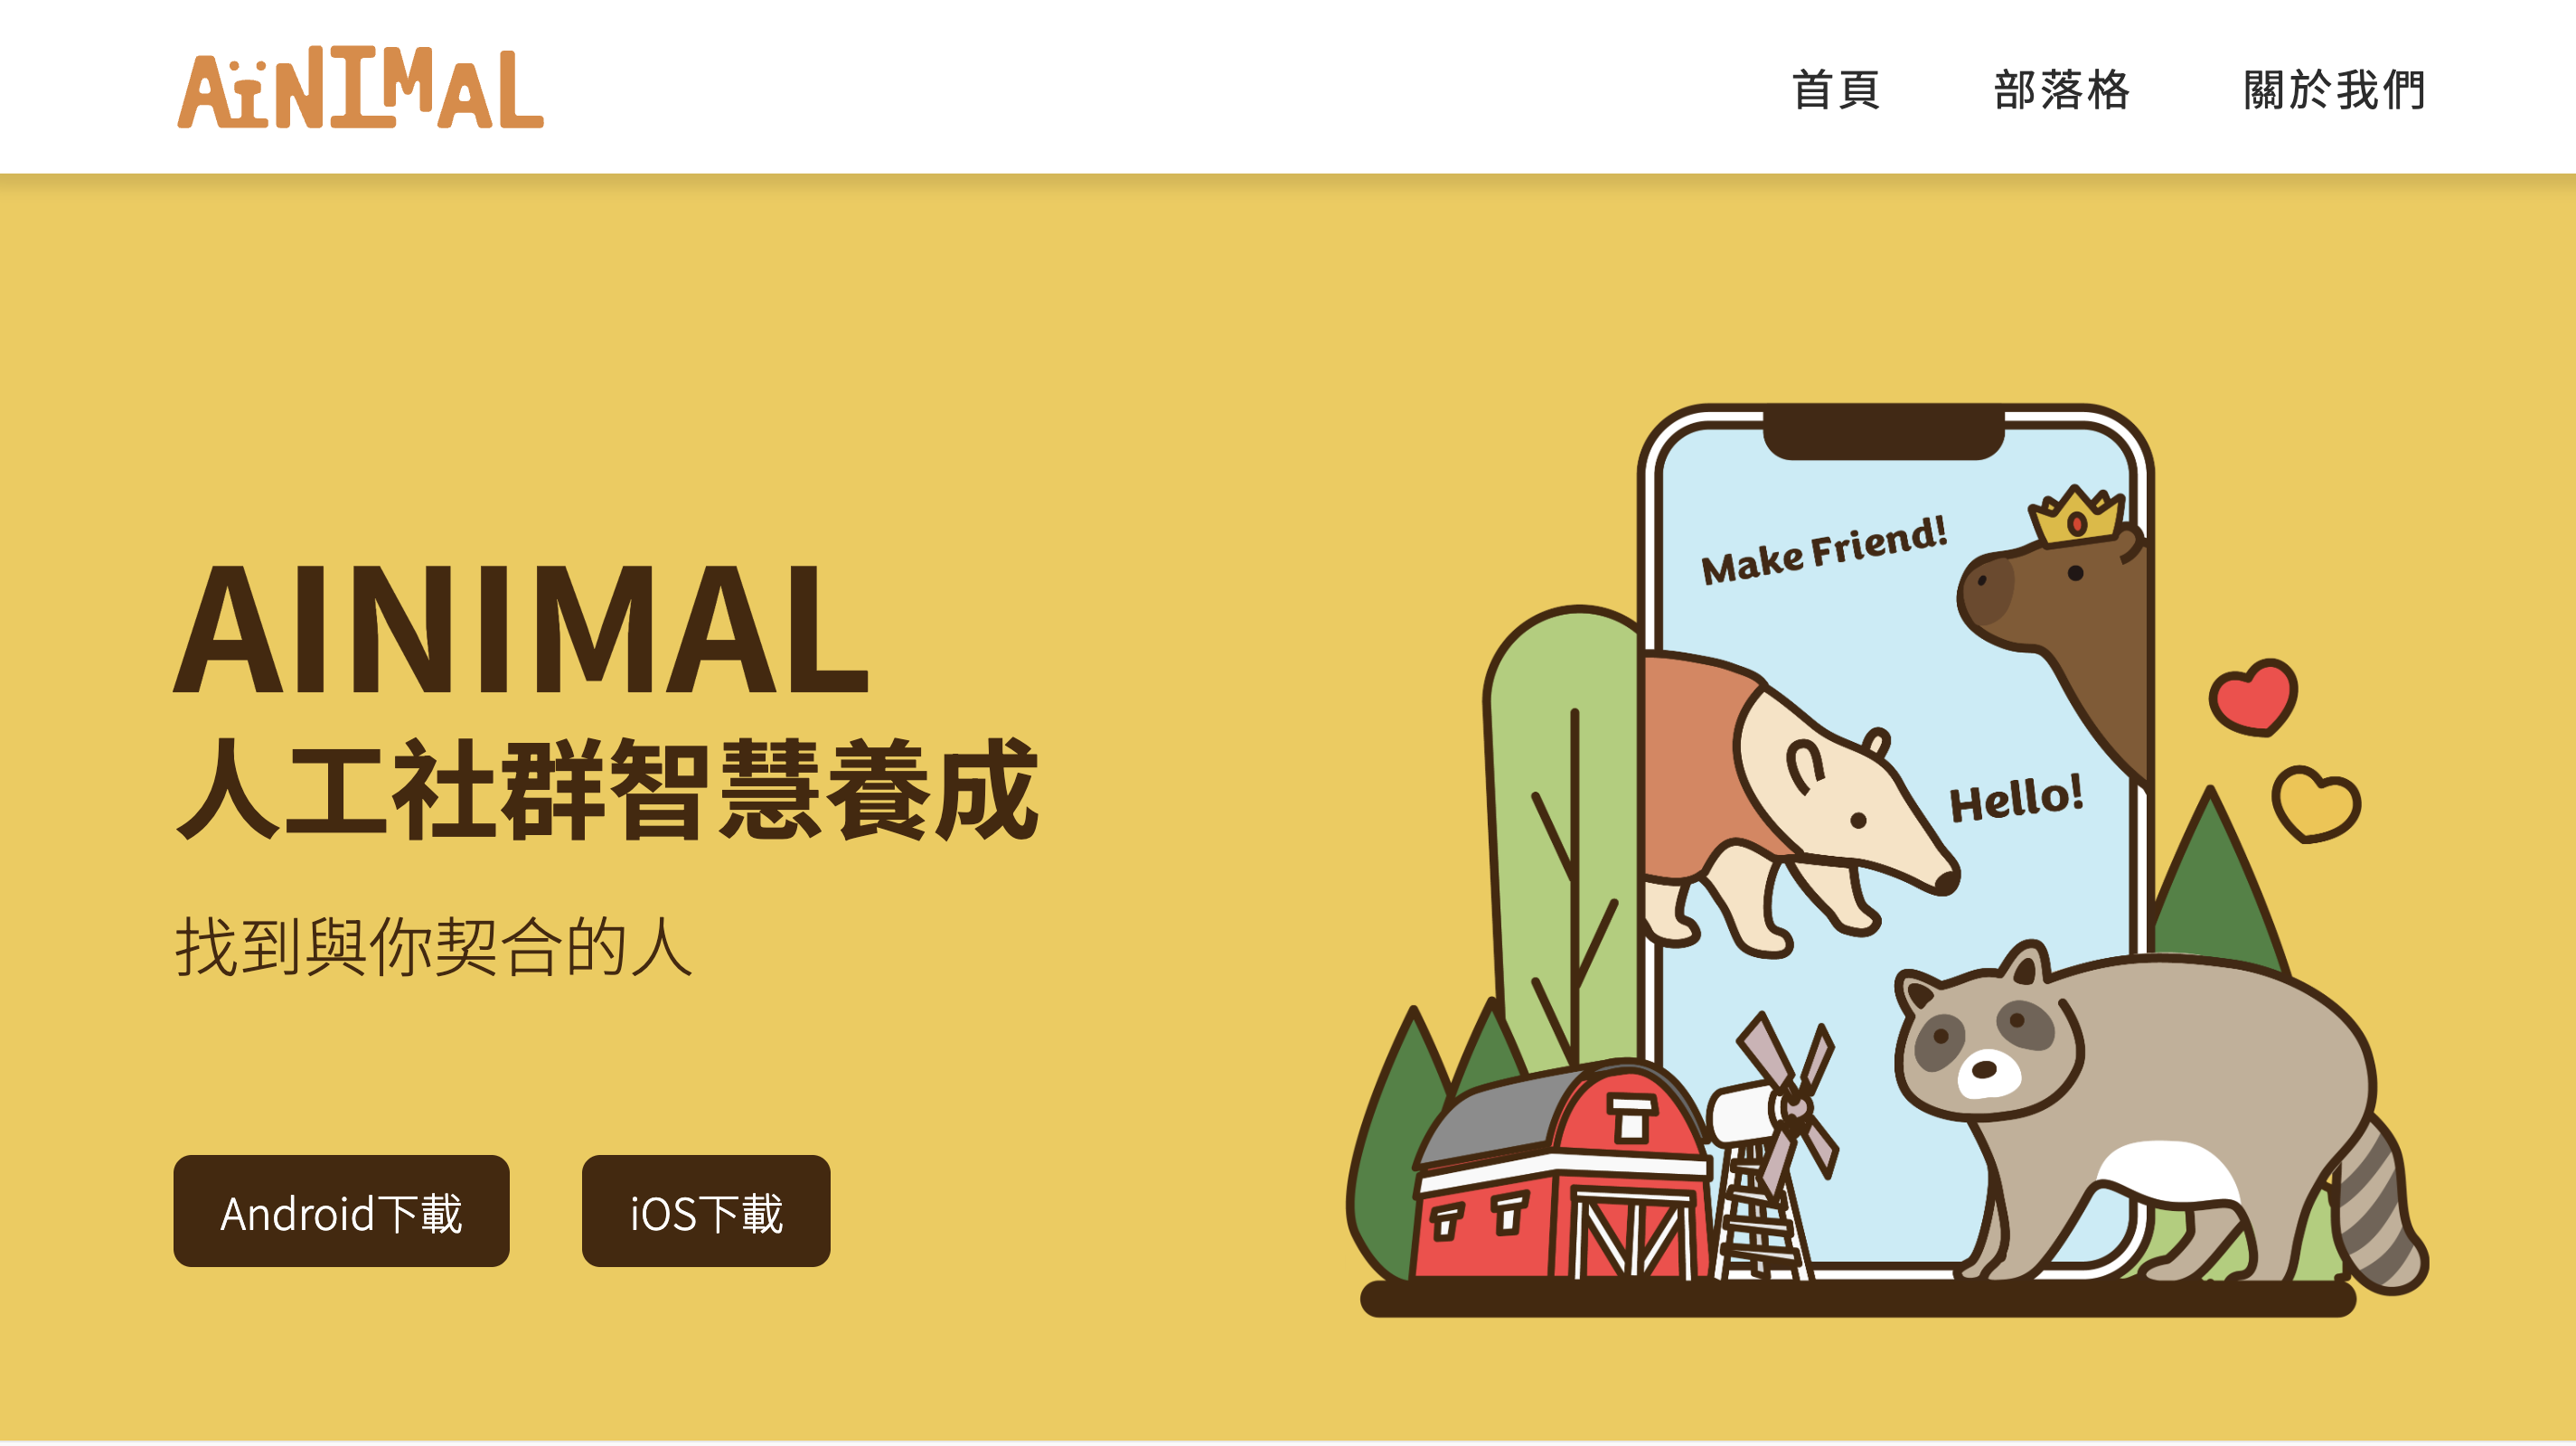 AINIMAL
首頁
部落格
關於我們
AINIMAL
人工社群智慧養成
找到與你契合的人
Android下載
iOS下載
Make Friend!
Hello!